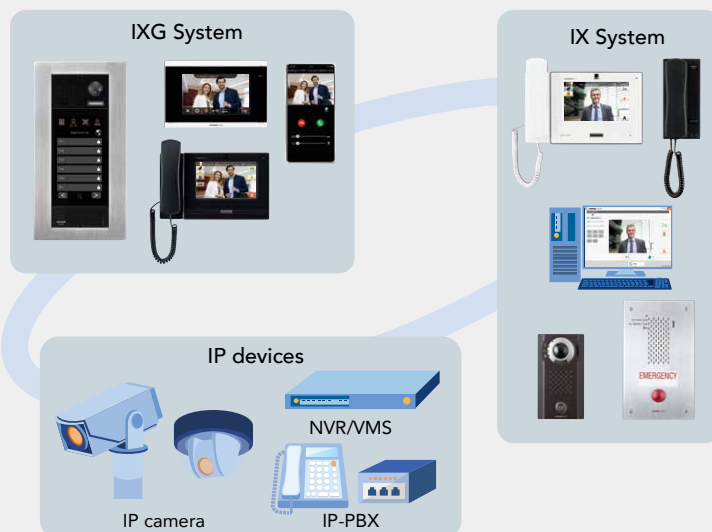 IXG System
IX System
EMERGENCY
IP devices
NVR/VMS
IP camera
IP-PBX